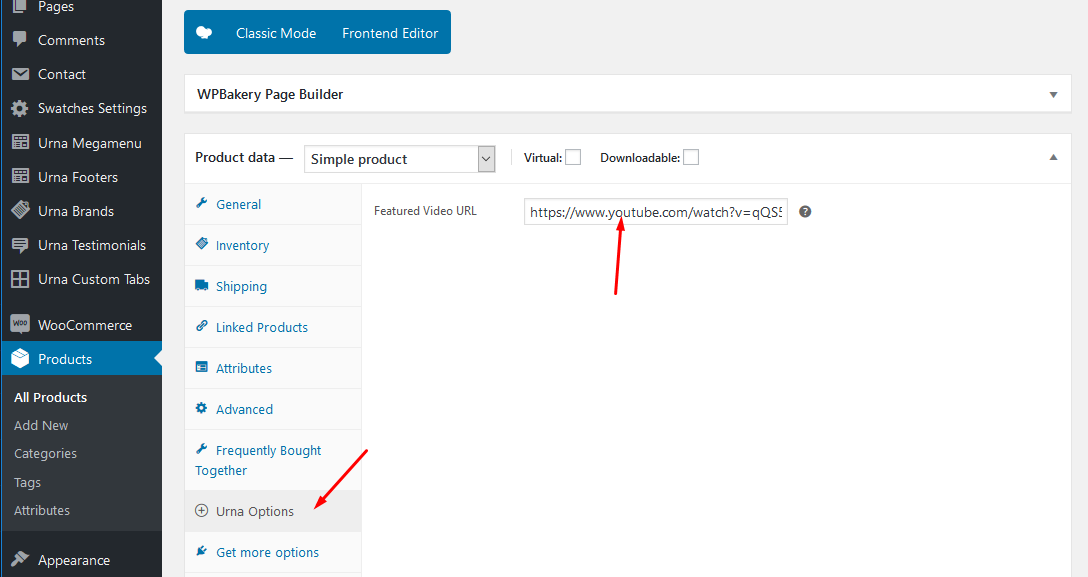 Pages
Comments
Contact
Swatches Settings
Urna Megamenu
Urna Footers
Urna Brands
Urna Testimonials
Urna Custom Tabs
WOO
WooCommerce
Products
All Products
Add New
Categories
Tags
Attributes
Appearance
Classic Mode Frontend Editor
WPBakery Page Builder
Product data — Simple product Virtual: Downloadable:
General
Inventory
Shipping
Linked Products
Attributes
Advanced
Frequently Bought
Together
Urna Options
Get more options
Featured Video URL https://www.youtube.com/watch?v=qQS5